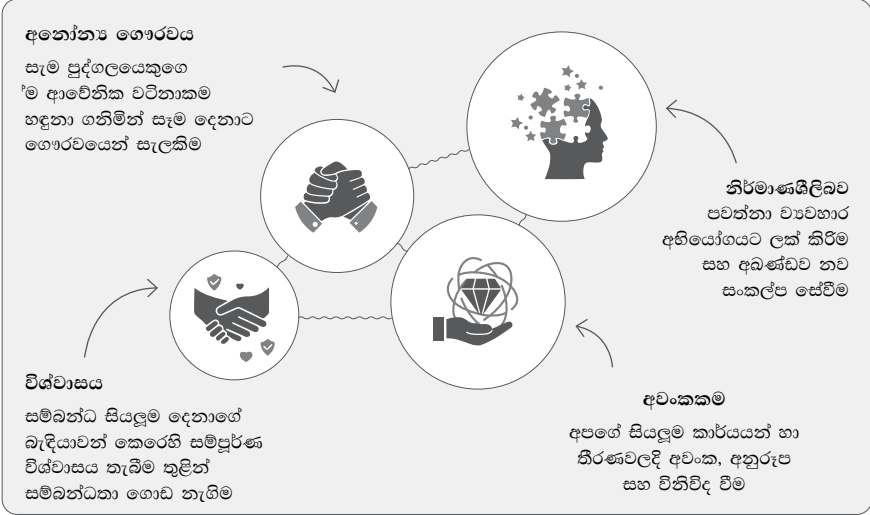 අනෝන්‍ය ගෞරවය
සැම පුද්ගලයෙකුගෙ
්ම ආවේනික වටිනාකම
හඳුනා ගනිමින් සෑම දෙනාට
ගෞරවයෙන් සැලකිම
නිර්මාණශීලිබව
පවත්නා ව්‍යවහාර
අභියෝගයට ලක් කිරිම
සහ අඛණ්ඩව නව
සංකල්ප සේවීම
විශ්වාසය
සම්බන්ධ සියලූම දෙනාගේ
බැඳියාවන් කෙරෙහි සම්පූර්ණ
විශ්වාසය තැබීම තුළින්
සම්බන්ධතා ගොඩ නැගිම
අවංකකම
අපගේ සියලූම කාර්යයන් හා
තීරණවලදි අවංක, අනුරූප
සහ විනිවිද වීම